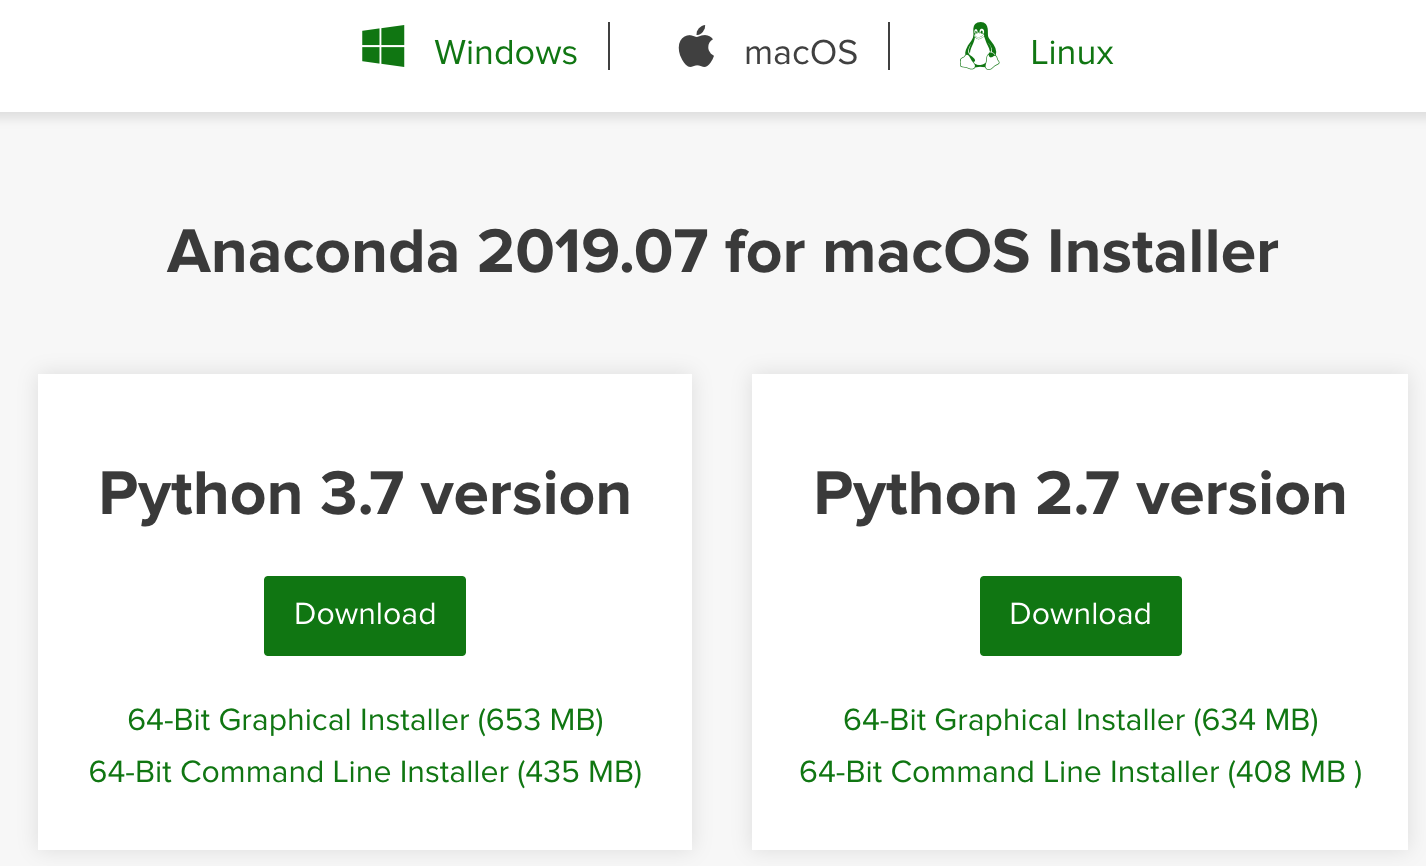 Windows macOS Linux
Anaconda 2019.07 for macOS Installer
Python 3.7 version
Download
64-Bit Graphical Installer (653 MB)
64-Bit Command Line Installer (435 MB)
Python 2.7 version
Download
64-Bit Graphical Installer (634 MB)
64-Bit Command Line Installer (408 MB )